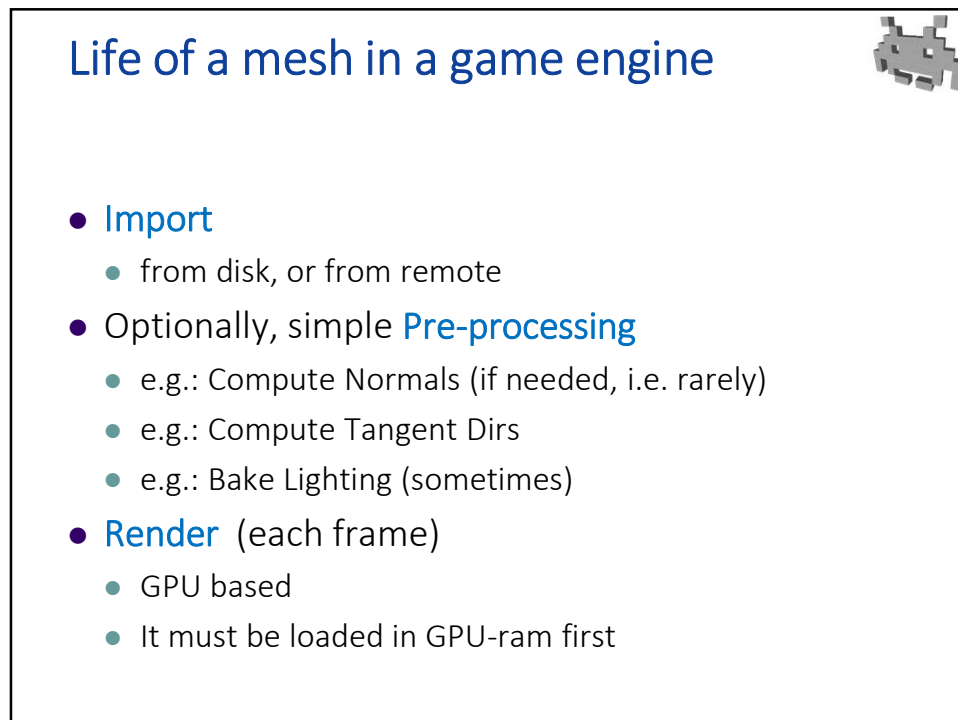 Life of a mesh in a game engine
Import
from disk, or from remote
Optionally, simple Pre-processing
e.g.: Compute Normals (if needed, i.e. rarely)
e.g.: Compute Tangent Dirs
e.g.: Bake Lighting (sometimes)
Render (each frame)
GPU based
It must be loaded in GPU-ram first